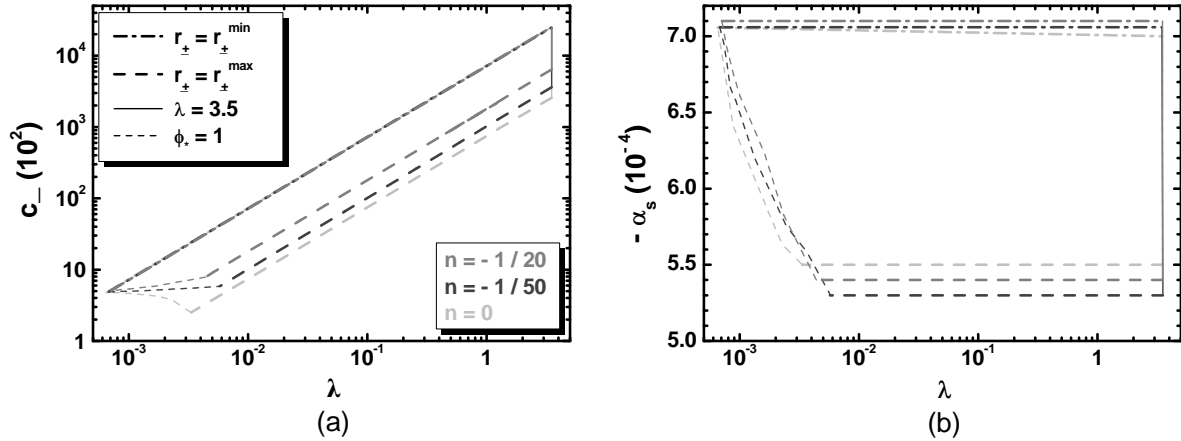 10⁴
10³
10²
10
1
c_ (10²)
r± = r±^min
r± = r±^max
λ = 3.5
ϕ* = 1
n = - 1 / 20
n = - 1 / 50
n = 0
10⁻³ 10⁻² 10⁻¹ 1
λ
(a)
7.0
6.5
6.0
5.5
5.0
- αs (10⁻⁴)
10⁻³ 10⁻² 10⁻¹ 1
λ
(b)